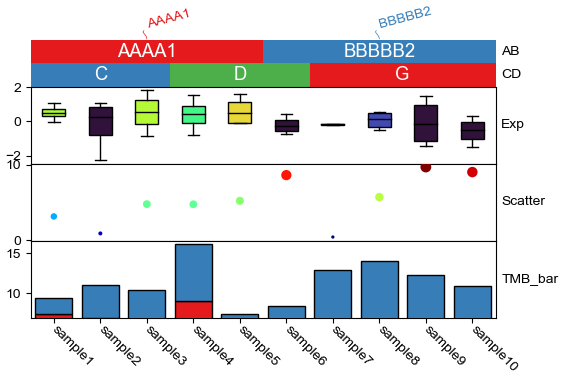 AAAA1 BBBBB2
AAAA1 BBBBB2 AB
C D G CD
2
0 Exp
−2
10
Scatter
0
15
TMB_bar
10
sample1 sample2 sample3 sample4 sample5 sample6 sample7 sample8 sample9 sample10